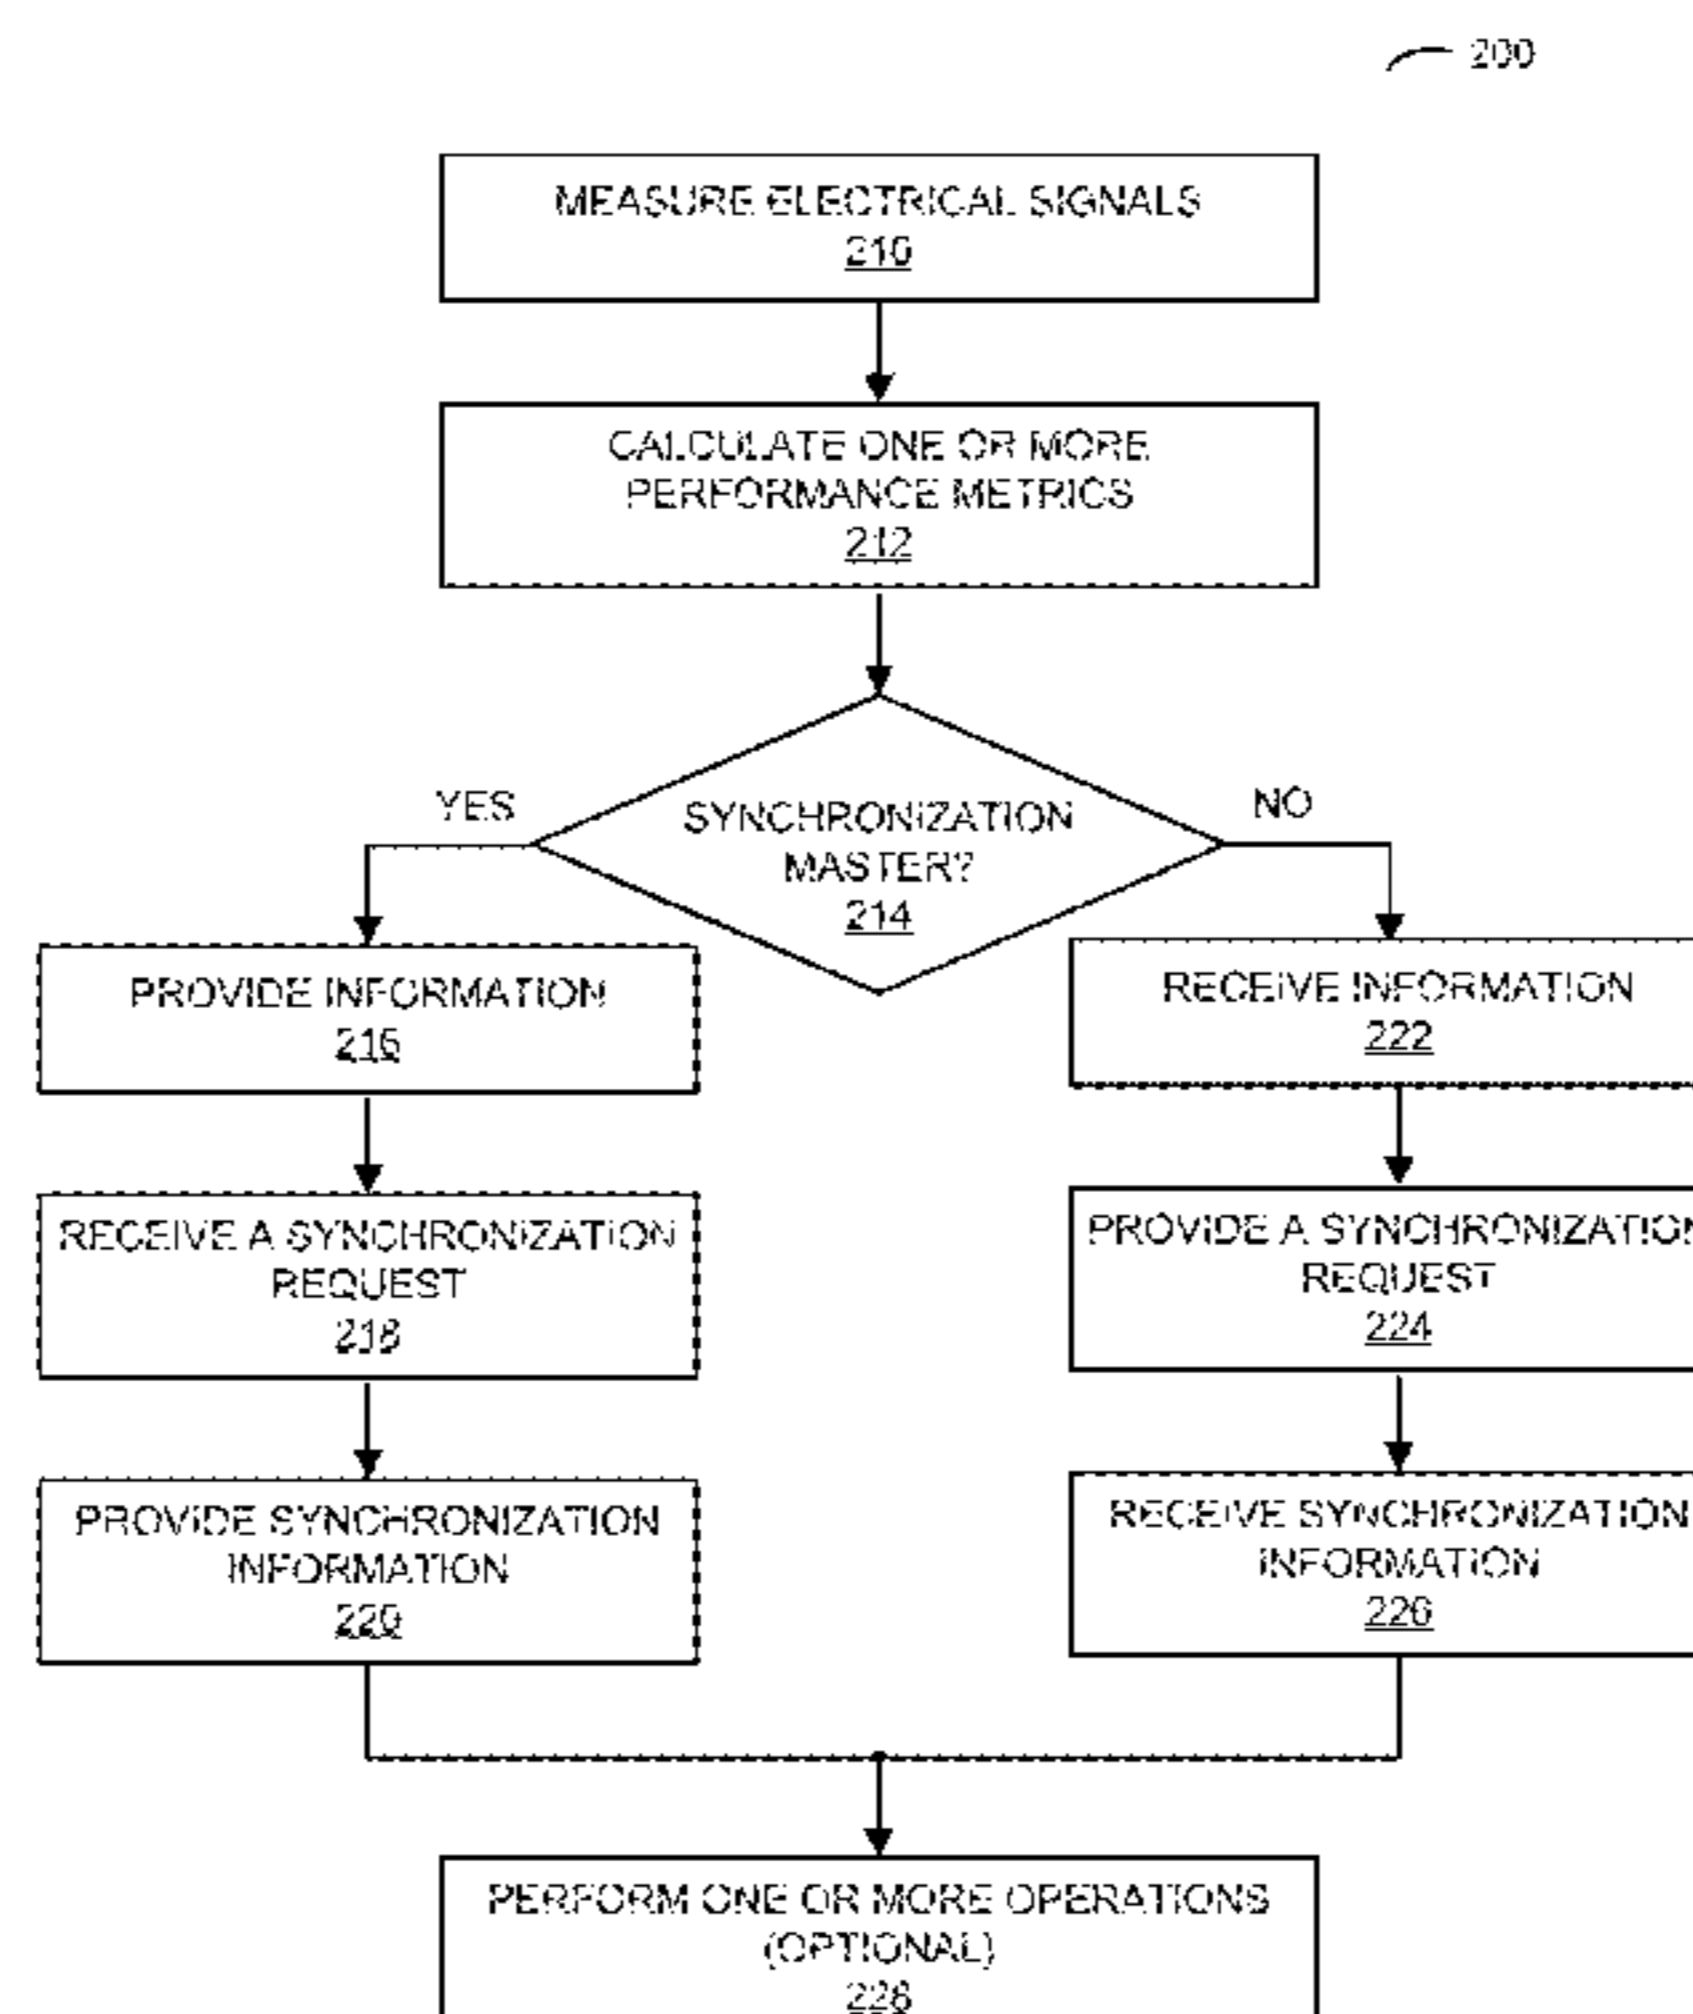 200
MEASURE ELECTRICAL SIGNALS
210
CALCULATE ONE OR MORE
PERFORMANCE METRICS
212
SYNCHRONIZATION
MASTER?
214
YES
NO
PROVIDE INFORMATION
216
RECEIVE A SYNCHRONIZATION
REQUEST
218
PROVIDE SYNCHRONIZATION
INFORMATION
220
RECEIVE INFORMATION
222
PROVIDE A SYNCHRONIZATION
REQUEST
224
RECEIVE SYNCHRONIZATION
INFORMATION
226
PERFORM ONE OR MORE OPERATIONS
(OPTIONAL)
228